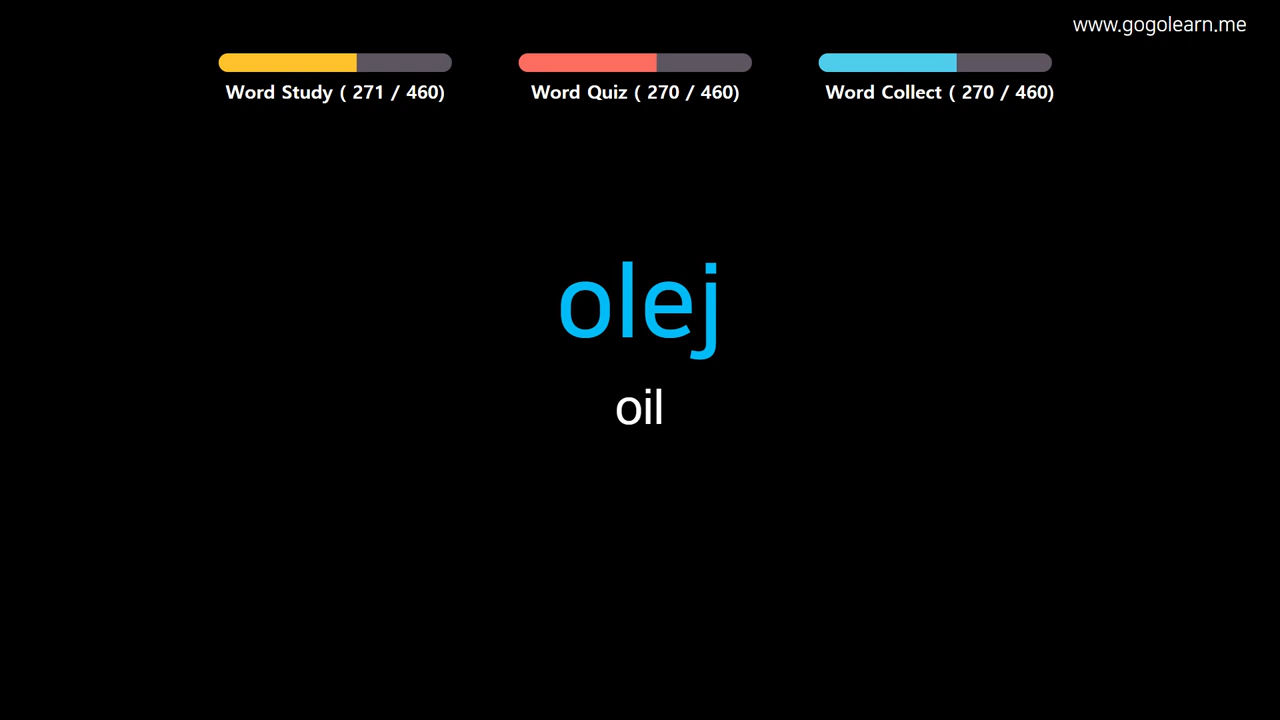 www.gogolearn.me
Word Study ( 271 / 460)
Word Quiz ( 270 / 460)
Word Collect ( 270 / 460)
olej
oil